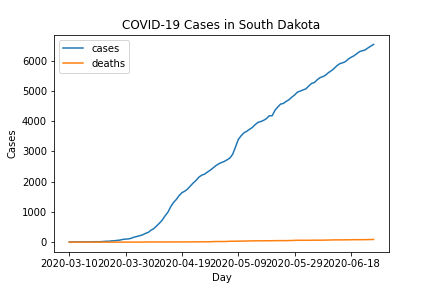 COVID-19 Cases in South Dakota
cases
deaths
6000
5000
4000
3000
2000
1000
0
Cases
2020-03-10
2020-03-30
2020-04-19
2020-05-09
2020-05-29
2020-06-18
Day